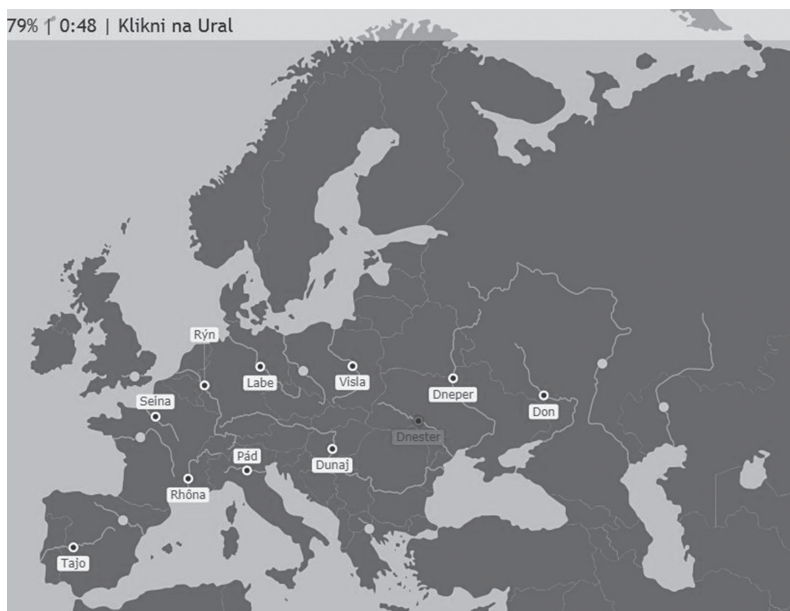 79% 0:48 | Klikni na Ural
Rýn
Labe
Visla
Dneper
Seina
Don
Dnester
Pád
Dunaj
Rhôna
Tajo